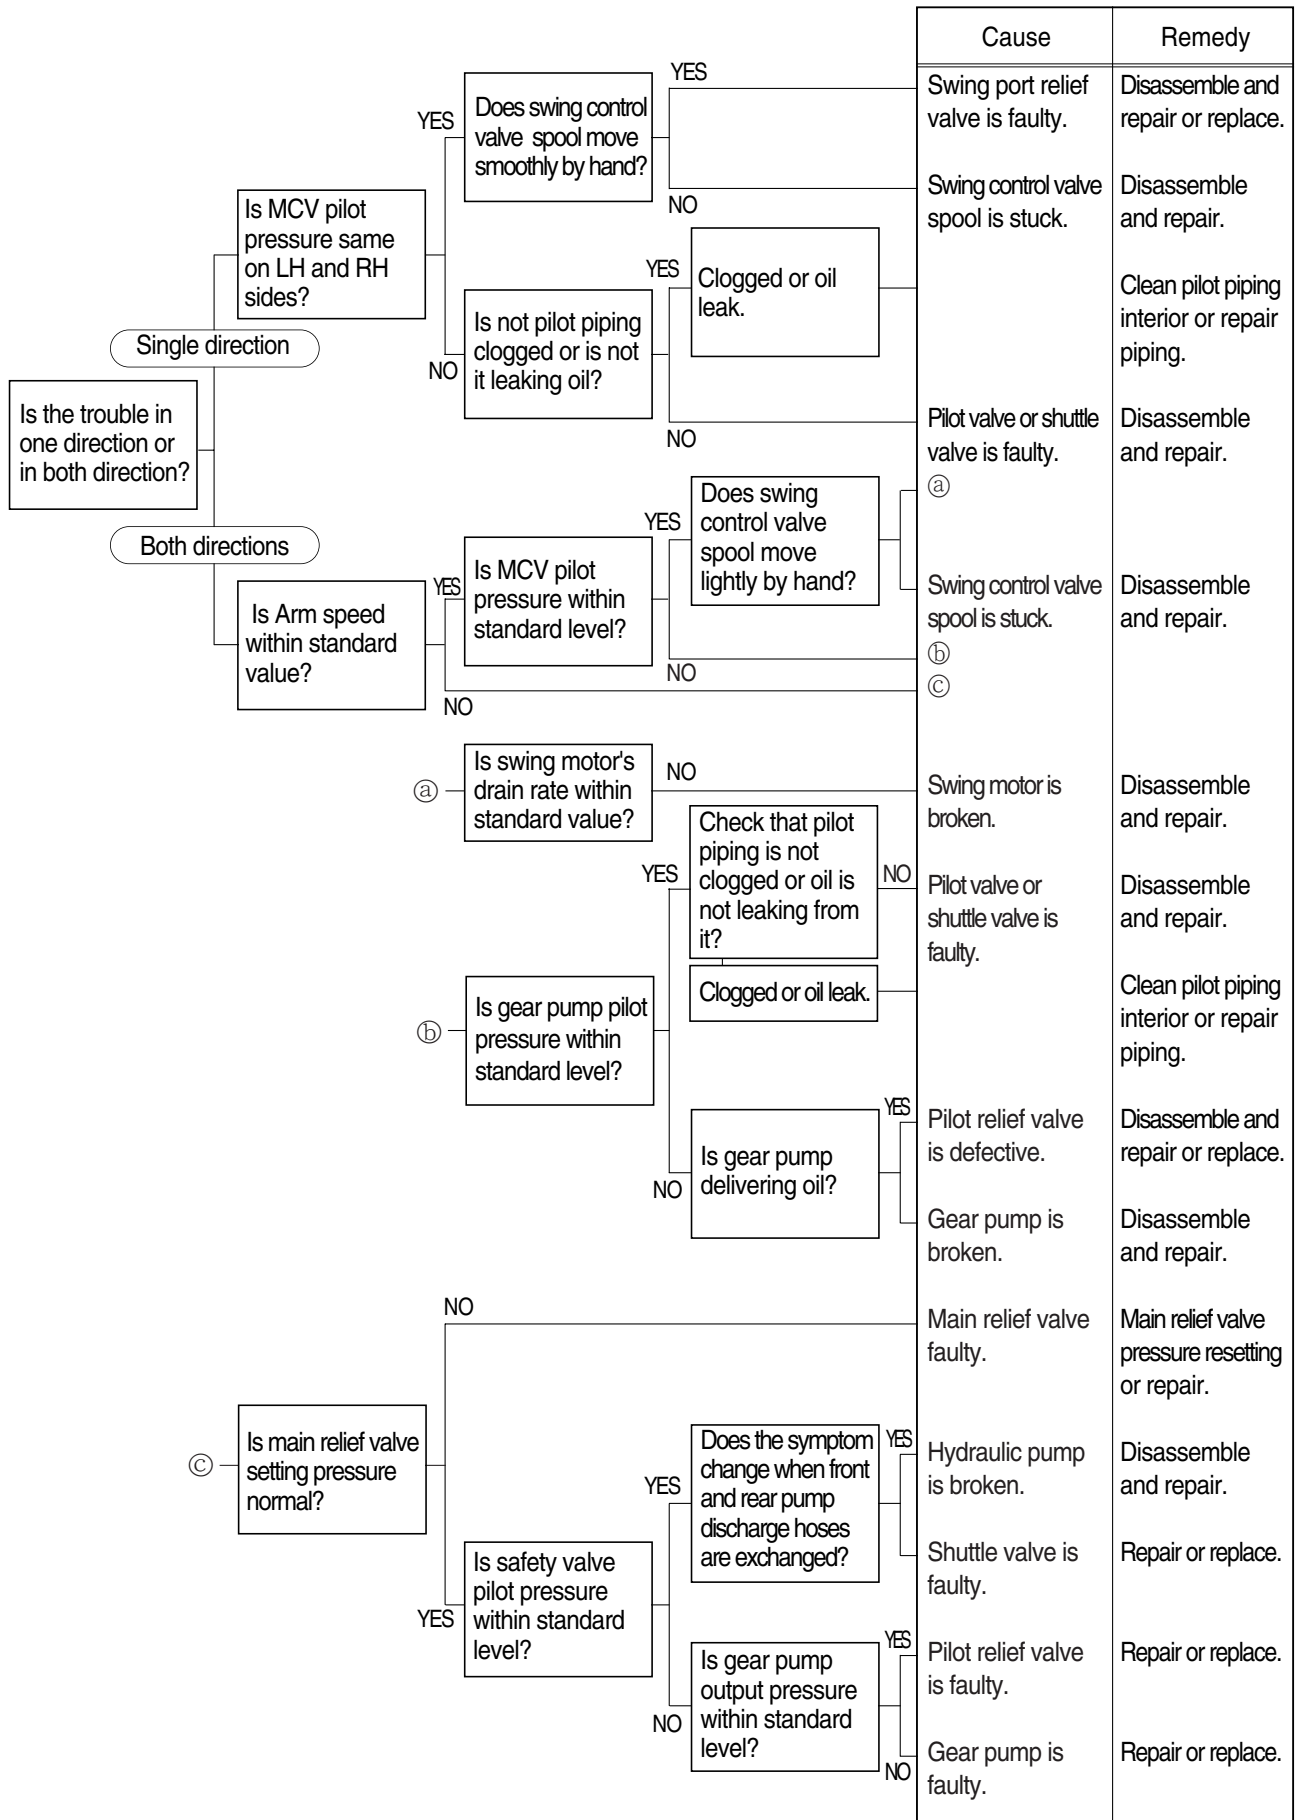 Cause
Remedy
YES
Does swing control
valve spool move
smoothly by hand?
YES
Swing port relief
valve is faulty.
Disassemble and
repair or replace.
NO
Swing control valve
spool is stuck.
Disassemble
and repair.
Is MCV pilot
pressure same
on LH and RH
sides?
NO
Is not pilot piping
clogged or is not
it leaking oil?
YES
Clogged or oil
leak.
Clean pilot piping
interior or repair
piping.
NO
Pilot valve or shuttle
valve is faulty.
Disassemble
and repair.
Single direction
Is the trouble in
one direction or
in both direction?
Both directions
Is Arm speed
within standard
value?
YES
Is MCV pilot
pressure within
standard level?
YES
Does swing
control valve
spool move
lightly by hand?
ⓐ
Swing control valve
spool is stuck.
Disassemble
and repair.
NO
ⓑ
NO
ⓒ
ⓐ
Is swing motor's
drain rate within
standard value?
NO
Swing motor is
broken.
Disassemble
and repair.
ⓑ
Is gear pump pilot
pressure within
standard level?
YES
Check that pilot
piping is not
clogged or oil is
not leaking from
it?
NO
Pilot valve or
shuttle valve is
faulty.
Disassemble
and repair.
Clogged or oil leak.
Clean pilot piping
interior or repair
piping.
NO
Is gear pump
delivering oil?
YES
Pilot relief valve
is defective.
Disassemble and
repair or replace.
Gear pump is
broken.
Disassemble
and repair.
ⓒ
Is main relief valve
setting pressure
normal?
NO
Main relief valve
faulty.
Main relief valve
pressure resetting
or repair.
YES
Is safety valve
pilot pressure
within standard
level?
YES
Does the symptom
change when front
and rear pump
discharge hoses
are exchanged?
YES
Hydraulic pump
is broken.
Disassemble
and repair.
Shuttle valve is
faulty.
Repair or replace.
NO
Is gear pump
output pressure
within standard
level?
YES
Pilot relief valve
is faulty.
Repair or replace.
NO
Gear pump is
faulty.
Repair or replace.